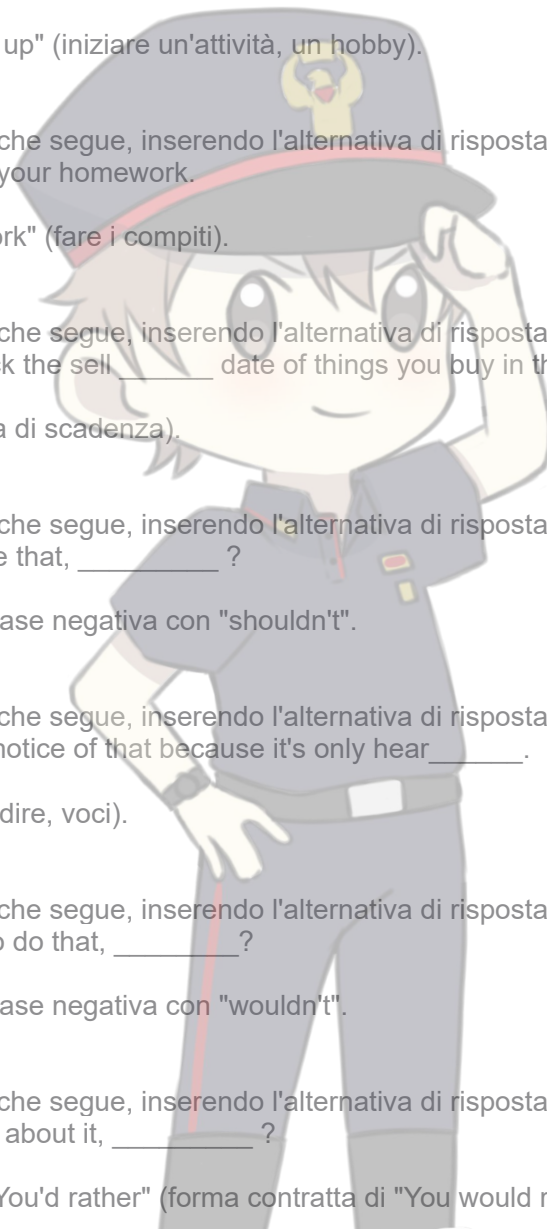 up" (iniziare un'attività, un hobby).
che segue, inserendo l'alternativa di risposta
your homework.
rk" (fare i compiti).
che segue, inserendo l'alternativa di risposta
k the sell ______ date of things you buy in th
a di scadenza).
che segue, inserendo l'alternativa di risposta
e that, _________ ?
ase negativa con "shouldn't".
che segue, inserendo l'alternativa di risposta
notice of that because it's only hear______.
dire, voci).
che segue, inserendo l'alternativa di risposta
o do that, ________?
ase negativa con "wouldn't".
che segue, inserendo l'alternativa di risposta
about it, _________ ?
You'd rather" (forma contratta di "You would r